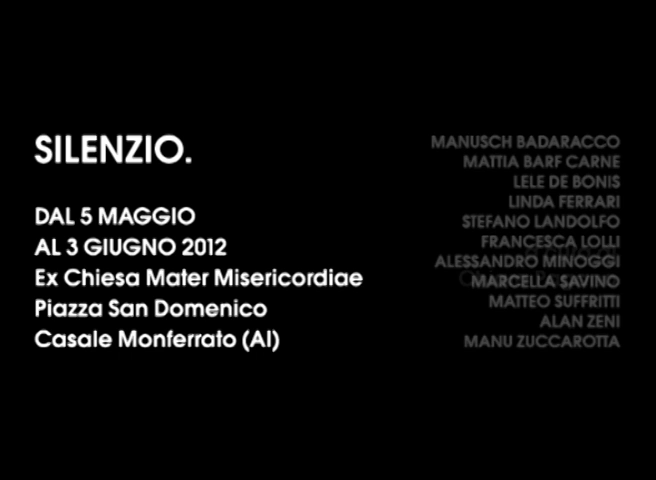 SILENZIO.
DAL 5 MAGGIO
AL 3 GIUGNO 2012
Ex Chiesa Mater Misericordiae
Piazza San Domenico
Casale Monferrato (Al)
MANUSCH BADARACCO
MATTIA BARF CARNE
LELE DE BONIS
LINDA FERRARI
STEFANO LANDOLFO
FRANCESCA LOLLI
ALESSANDRO MINOGGI
MARCELLA SAVINO
MATTEO SUFFRITTI
ALAN ZENI
MANU ZUCCAROTTA